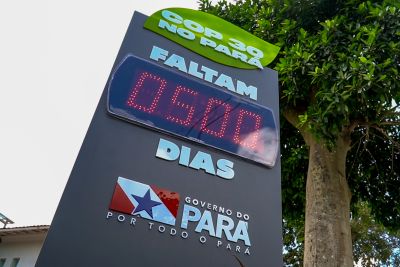 COP 30
NO PARÁ
FALTAM
0500
DIAS
GOVERNO DO
PARÁ
POR TODO O PARÁ